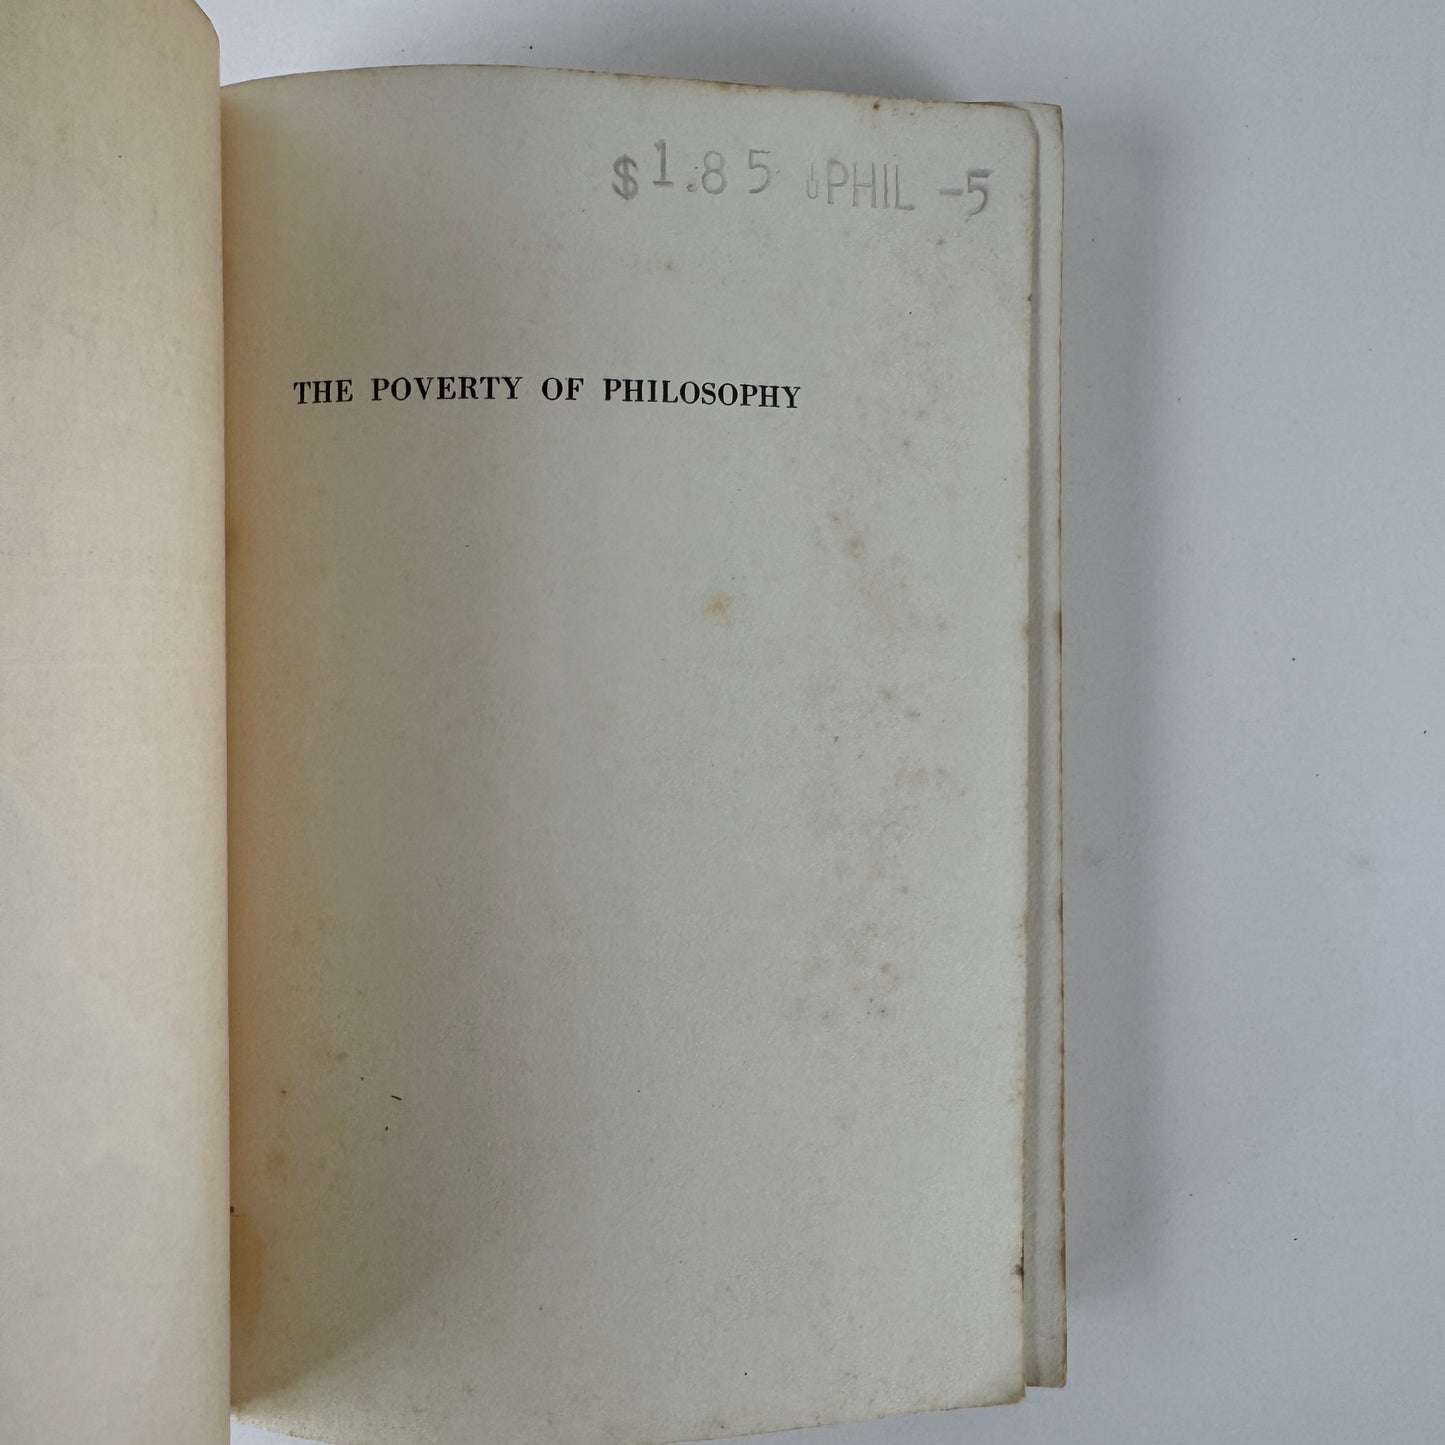 $1.85 PHIL -5
THE POVERTY OF PHILOSOPHY